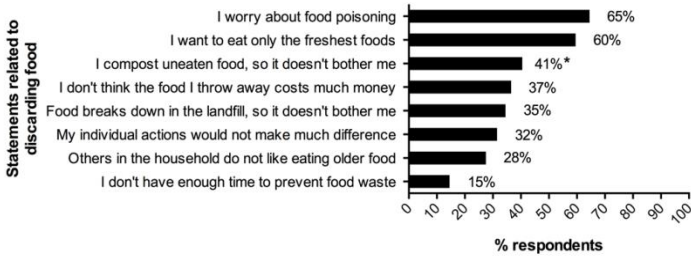 Statements related to
discarding food
I worry about food poisoning 65%
I want to eat only the freshest foods 60%
I compost uneaten food, so it doesn't bother me 41%*
I don't think the food I throw away costs much money 37%
Food breaks down in the landfill, so it doesn't bother me 35%
My individual actions would not make much difference 32%
Others in the household do not like eating older food 28%
I don't have enough time to prevent food waste 15%
0 10 20 30 40 50 60 70 80 90 100
% respondents